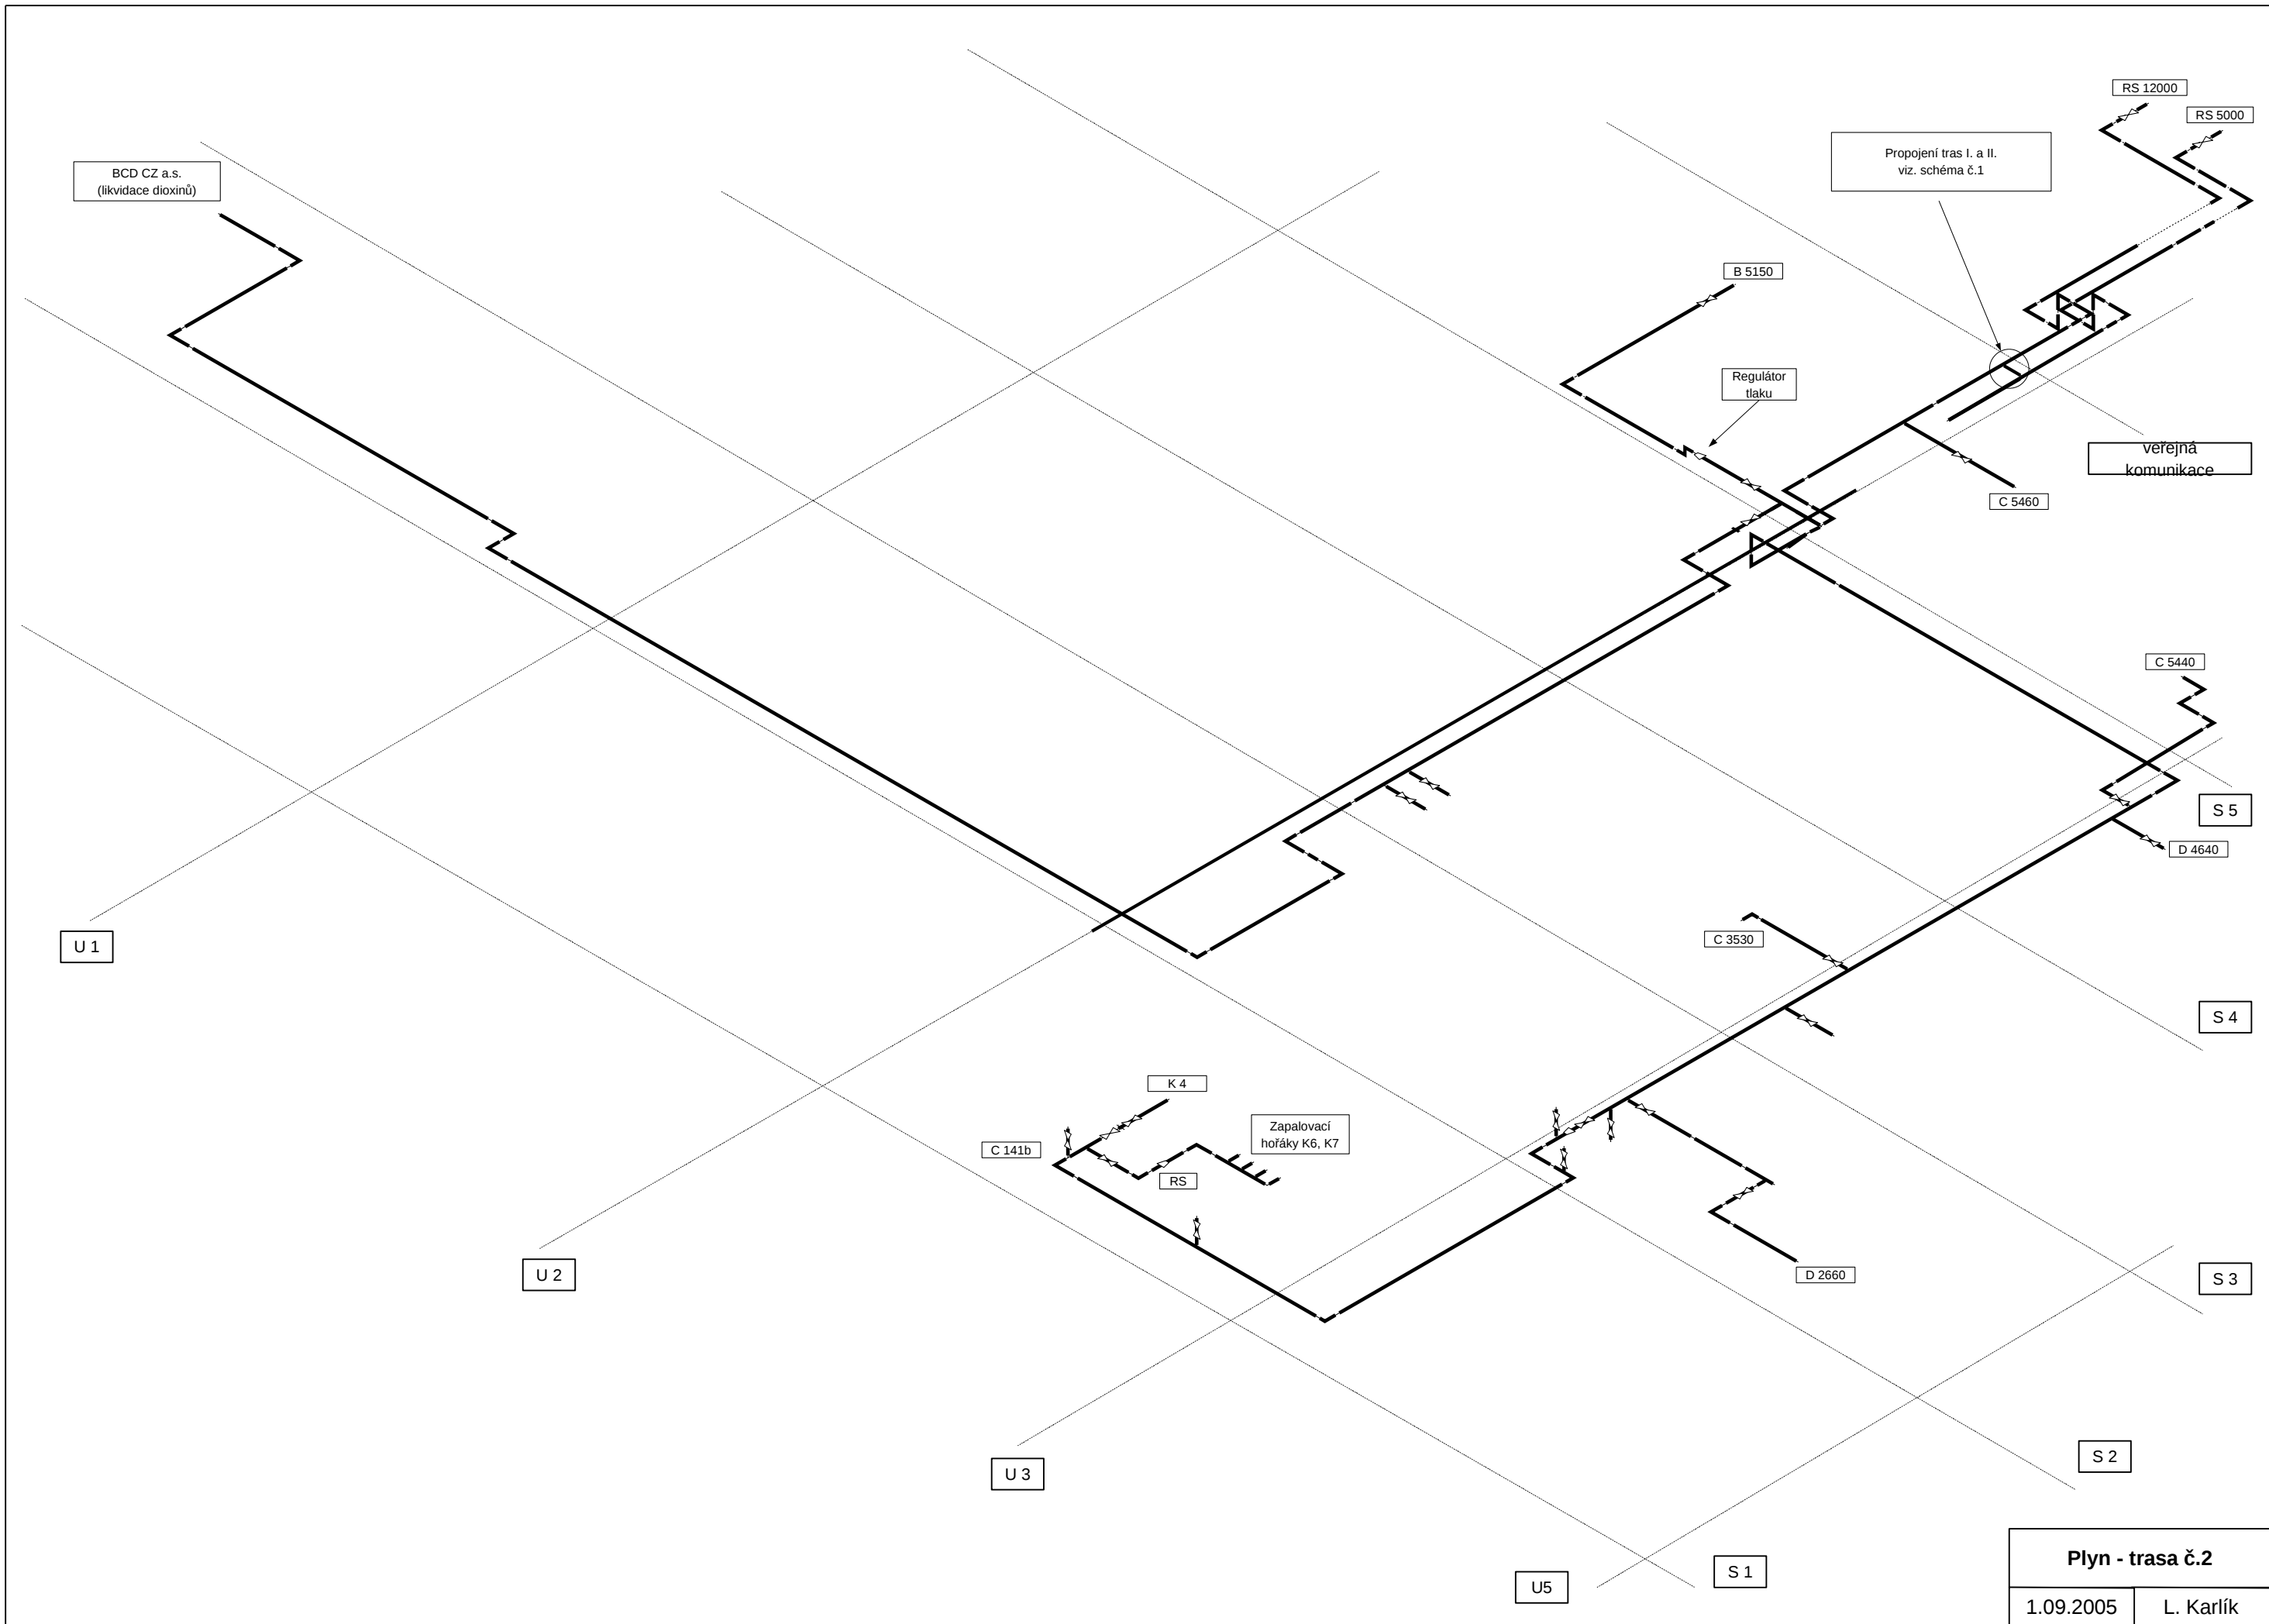 RS 12000
RS 5000
Propojení tras I. a II.
viz. schéma č.1
BCD CZ a.s.
(likvidace dioxinů)
B 5150
Regulátor
tlaku
veřejná
komunikace
C 5460
C 5440
S 5
D 4640
C 3530
U 1
S 4
K 4
Zapalovací
hořáky K6, K7
C 141b
RS
U 2
D 2660
S 3
S 2
U 3
S 1
U5
Plyn - trasa č.2
1.09.2005
L. Karlík